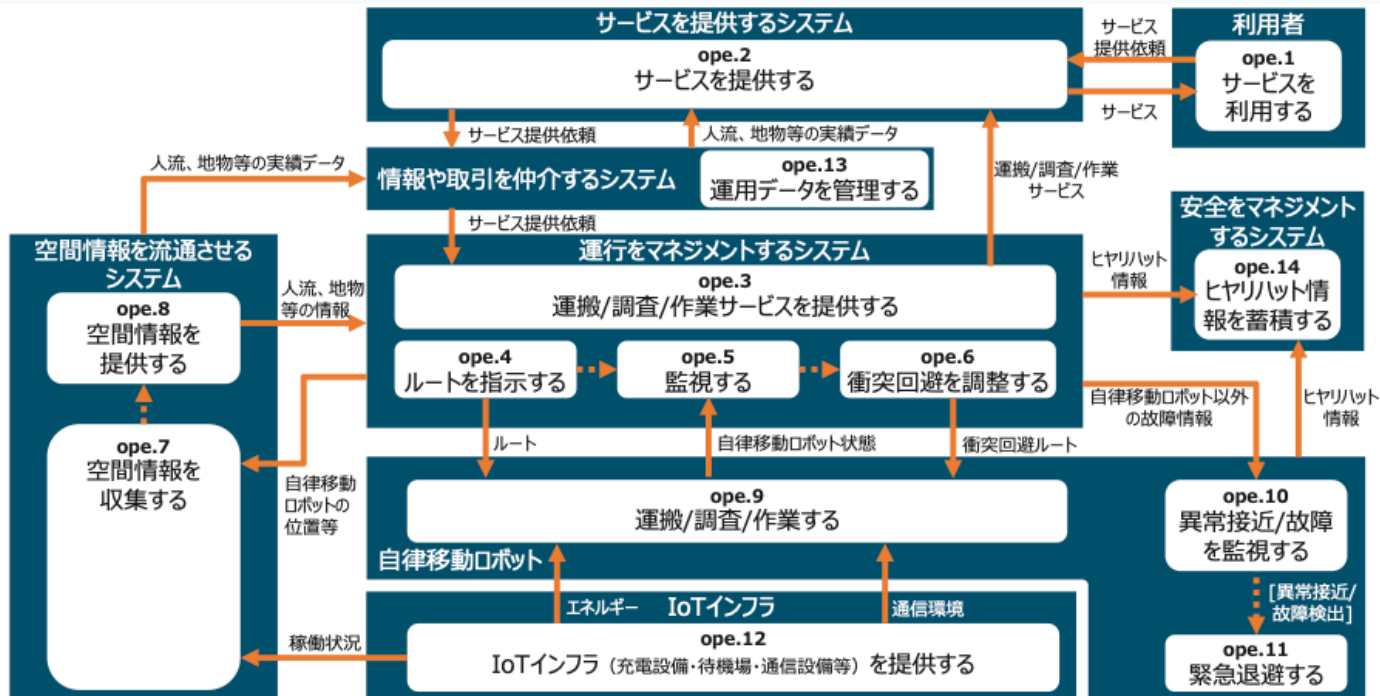 サービスを提供するシステム
ope.2
サービスを提供する
サービス
提供依頼
サービス
利用者
ope.1
サービスを
利用する
サービス提供依頼
人流、地物等の実績データ
人流、地物等の実績データ
情報や取引を仲介するシステム
ope.13
運用データを管理する
運搬/調査/作業
サービス
サービス提供依頼
安全をマネジメント
するシステム
ope.14
ヒヤリハット情
報を蓄積する
空間情報を流通させる
システム
ope.8
空間情報を
提供する
人流、地物
等の情報
運行をマネジメントするシステム
ope.3
運搬/調査/作業サービスを提供する
ヒヤリハット
情報
ope.4
ルートを指示する
ope.5
監視する
ope.6
衝突回避を調整する
自律移動ロボット以外
の故障情報
ヒヤリハット
情報
ope.7
空間情報を
収集する
自律移動
ロボットの
位置等
ルート
自律移動ロボット状態
衝突回避ルート
ope.9
運搬/調査/作業する
自律移動ロボット
ope.10
異常接近/故障
を監視する
[異常接近/
故障検出]
ope.11
緊急退避する
エネルギー
IoTインフラ
通信環境
稼働状況
ope.12
IoTインフラ（充電設備・待機場・通信設備等）を提供する